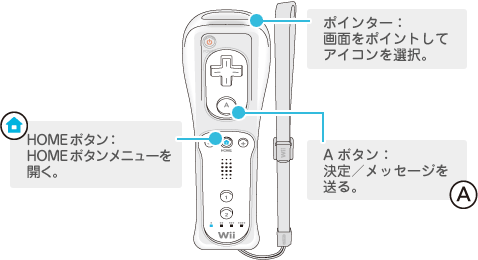 ポインター：
画面をポイントして
アイコンを選択。
A
HOMEボタン：
HOMEボタンメニューを
開く。
HOME
A ボタン：
決定／メッセージを
送る。
A
1
2
Wii